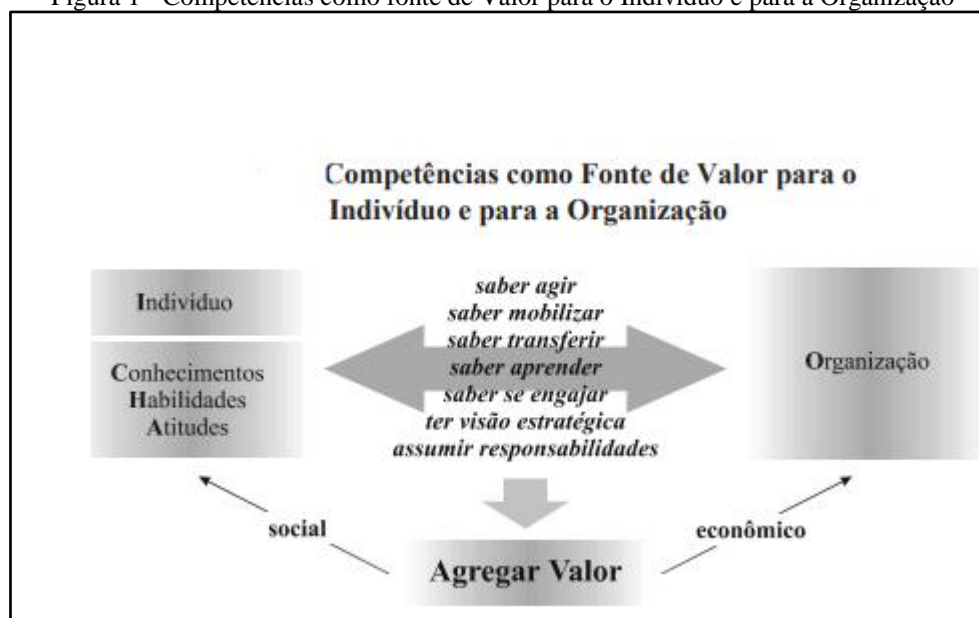 Figura 1 - Competências como fonte de Valor para o Indivíduo e para a Organização
Competências como Fonte de Valor para o
Indivíduo e para a Organização
Indivíduo
Conhecimentos
Habilidades
Atitudes
saber agir
saber mobilizar
saber transferir
saber aprender
saber se engajar
ter visão estratégica
assumir responsabilidades
Organização
social
econômico
Agregar Valor